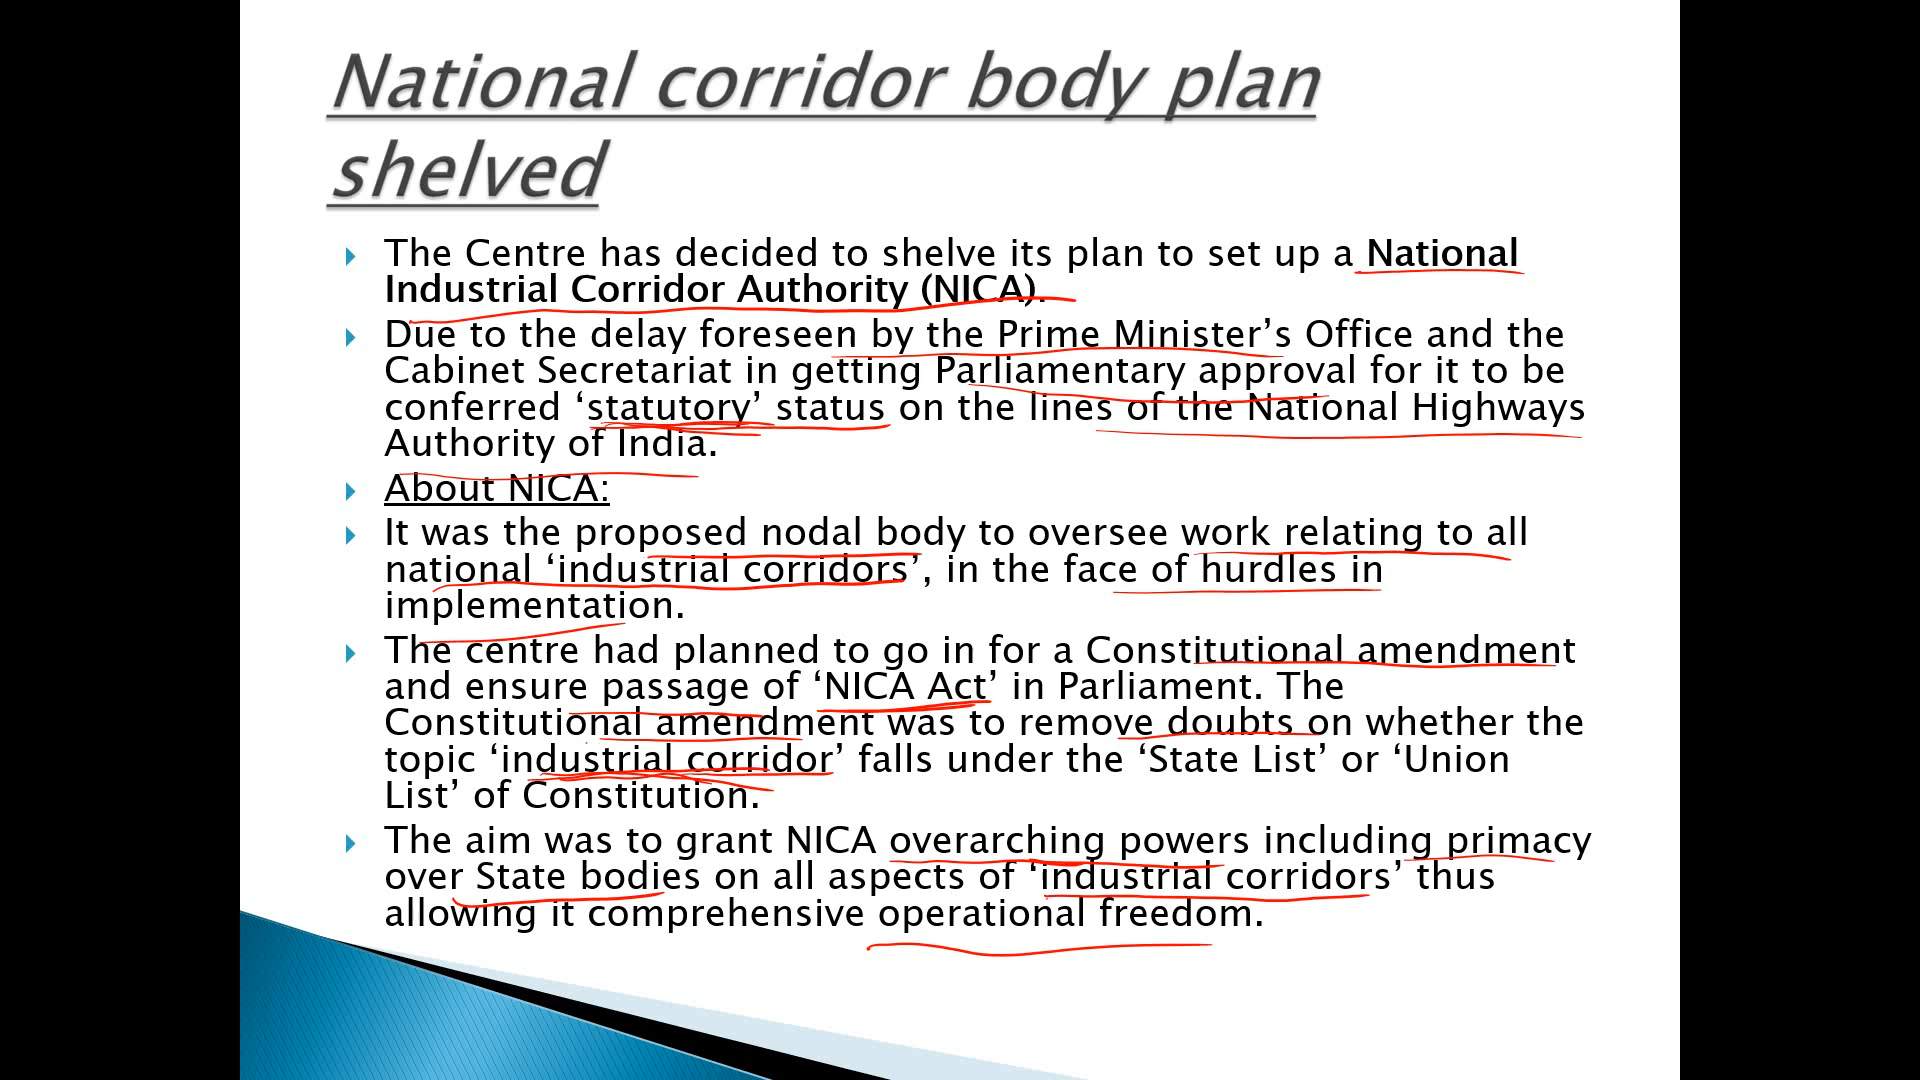 National corridor body plan
shelved
The Centre has decided to shelve its plan to set up a National
Industrial Corridor Authority (NICA).
Due to the delay foreseen by the Prime Minister’s Office and the
Cabinet Secretariat in getting Parliamentary approval for it to be
conferred ‘statutory’ status on the lines of the National Highways
Authority of India.
About NICA:
It was the proposed nodal body to oversee work relating to all
national ‘industrial corridors’, in the face of hurdles in
implementation.
The centre had planned to go in for a Constitutional amendment
and ensure passage of ‘NICA Act’ in Parliament. The
Constitutional amendment was to remove doubts on whether the
topic ‘industrial corridor’ falls under the ‘State List’ or ‘Union
List’ of Constitution.
The aim was to grant NICA overarching powers including primacy
over State bodies on all aspects of ‘industrial corridors’ thus
allowing it comprehensive operational freedom.